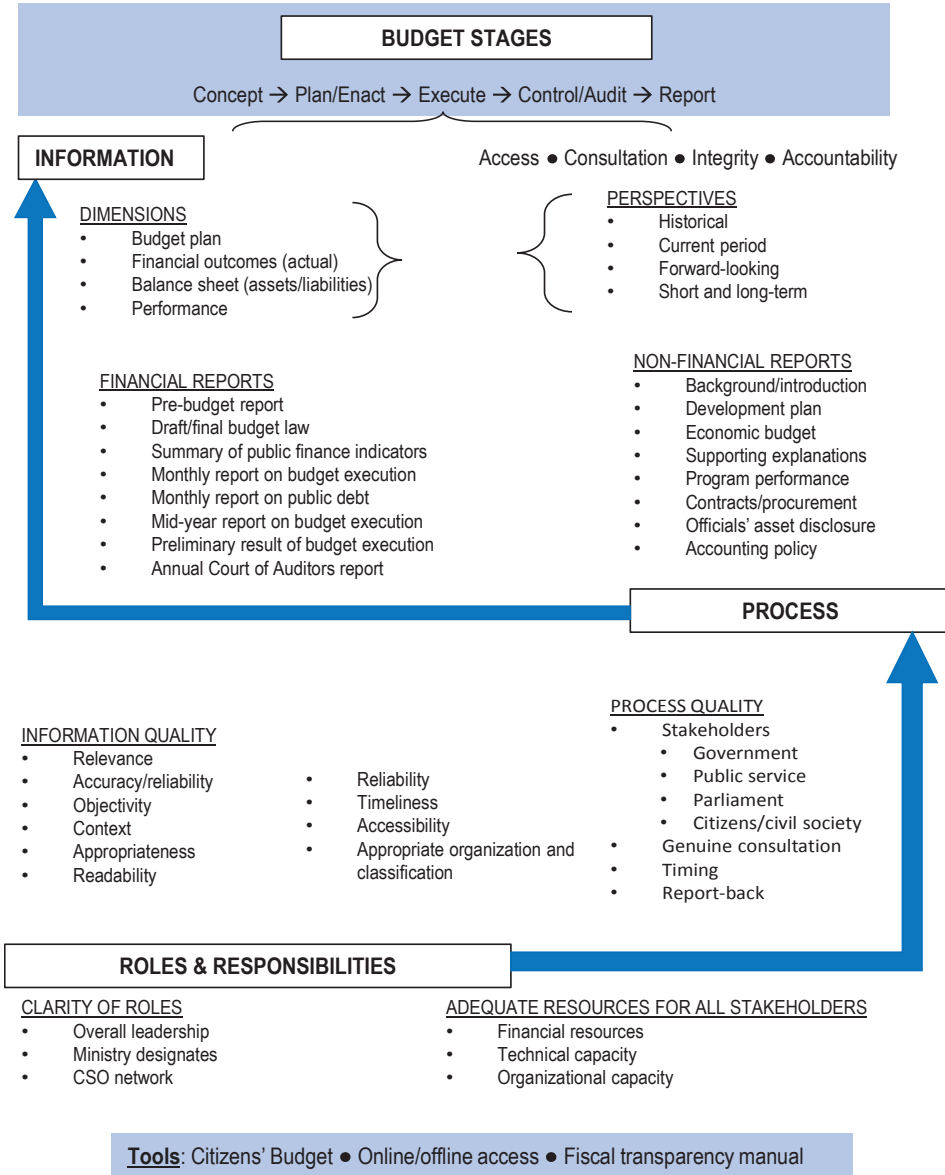 BUDGET STAGES
Concept → Plan/Enact → Execute → Control/Audit → Report
INFORMATION
Access ● Consultation ● Integrity ● Accountability
DIMENSIONS
• Budget plan
• Financial outcomes (actual)
• Balance sheet (assets/liabilities)
• Performance
PERSPECTIVES
• Historical
• Current period
• Forward-looking
• Short and long-term
FINANCIAL REPORTS
• Pre-budget report
• Draft/final budget law
• Summary of public finance indicators
• Monthly report on budget execution
• Monthly report on public debt
• Mid-year report on budget execution
• Preliminary result of budget execution
• Annual Court of Auditors report
NON-FINANCIAL REPORTS
• Background/introduction
• Development plan
• Economic budget
• Supporting explanations
• Program performance
• Contracts/procurement
• Officials' asset disclosure
• Accounting policy
PROCESS
INFORMATION QUALITY
• Relevance
• Accuracy/reliability
• Objectivity
• Context
• Appropriateness
• Readability
• Reliability
• Timeliness
• Accessibility
• Appropriate organization and
classification
PROCESS QUALITY
• Stakeholders
• Government
• Public service
• Parliament
• Citizens/civil society
• Genuine consultation
• Timing
• Report-back
ROLES & RESPONSIBILITIES
CLARITY OF ROLES
• Overall leadership
• Ministry designates
• CSO network
ADEQUATE RESOURCES FOR ALL STAKEHOLDERS
• Financial resources
• Technical capacity
• Organizational capacity
Tools: Citizens' Budget ● Online/offline access ● Fiscal transparency manual